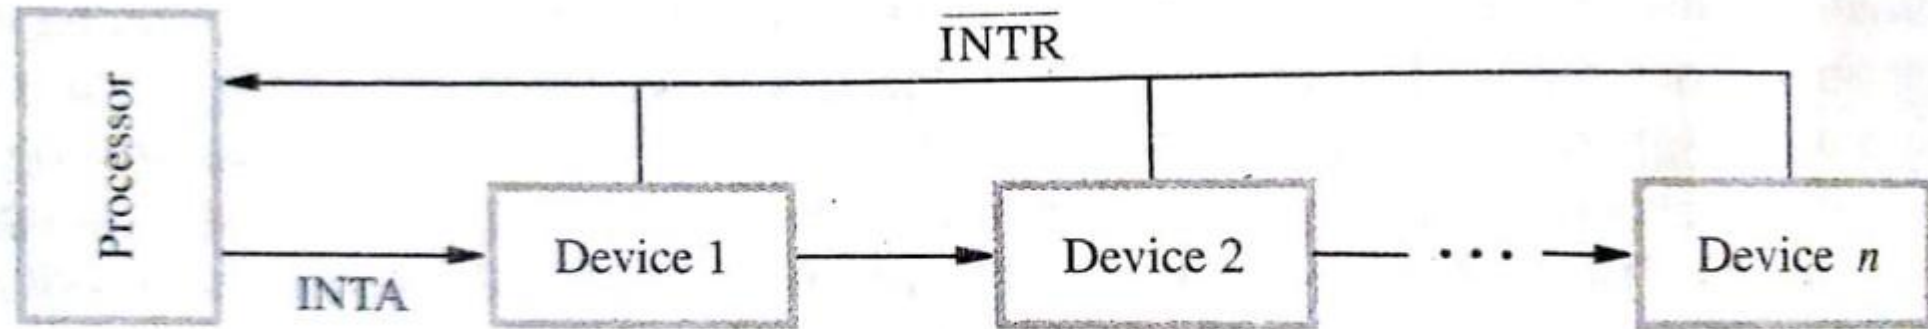 INTR
Processor
INTA
Device 1
Device 2
...
Device n